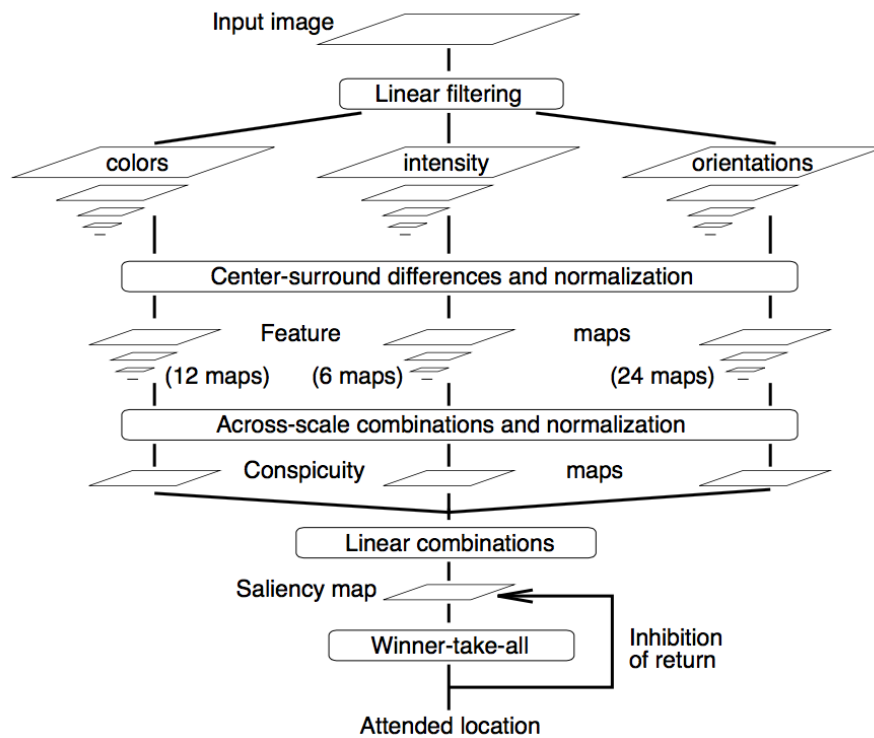 Input image
Linear filtering
colors intensity orientations
Center-surround differences and normalization
Feature maps
(12 maps) (6 maps) (24 maps)
Across-scale combinations and normalization
Conspicuity maps
Linear combinations
Saliency map
Winner-take-all
Inhibition
of return
Attended location